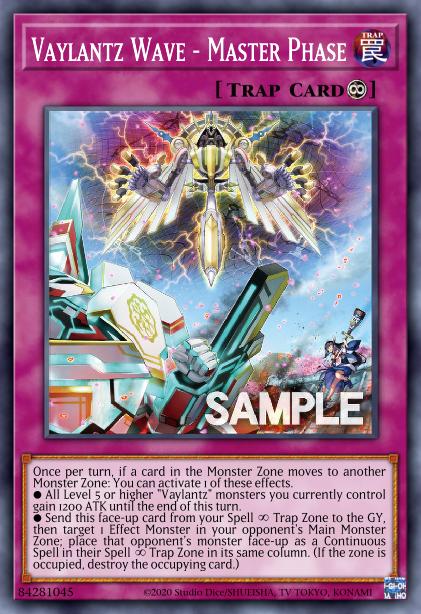 VAYLANTZ WAVE - MASTER PHASE
TRAP
罠
[TRAP CARD∞]
SAMPLE
Once per turn, if a card in the Monster Zone moves to another
Monster Zone: You can activate 1 of these effects.
● All Level 5 or higher "Vaylantz" monsters you currently control
gain 1200 ATK until the end of this turn.
● Send this face-up card from your Spell ∞ Trap Zone to the GY,
then target 1 Effect Monster in your opponent's Main Monster
Zone; place that opponent's monster face-up as a Continuous
Spell in their Spell ∞ Trap Zone in its same column. (If the zone is
occupied, destroy the occupying card.)
84281045
©2020 Studio Dice/SHUEISHA, TV TOKYO, KONAMI